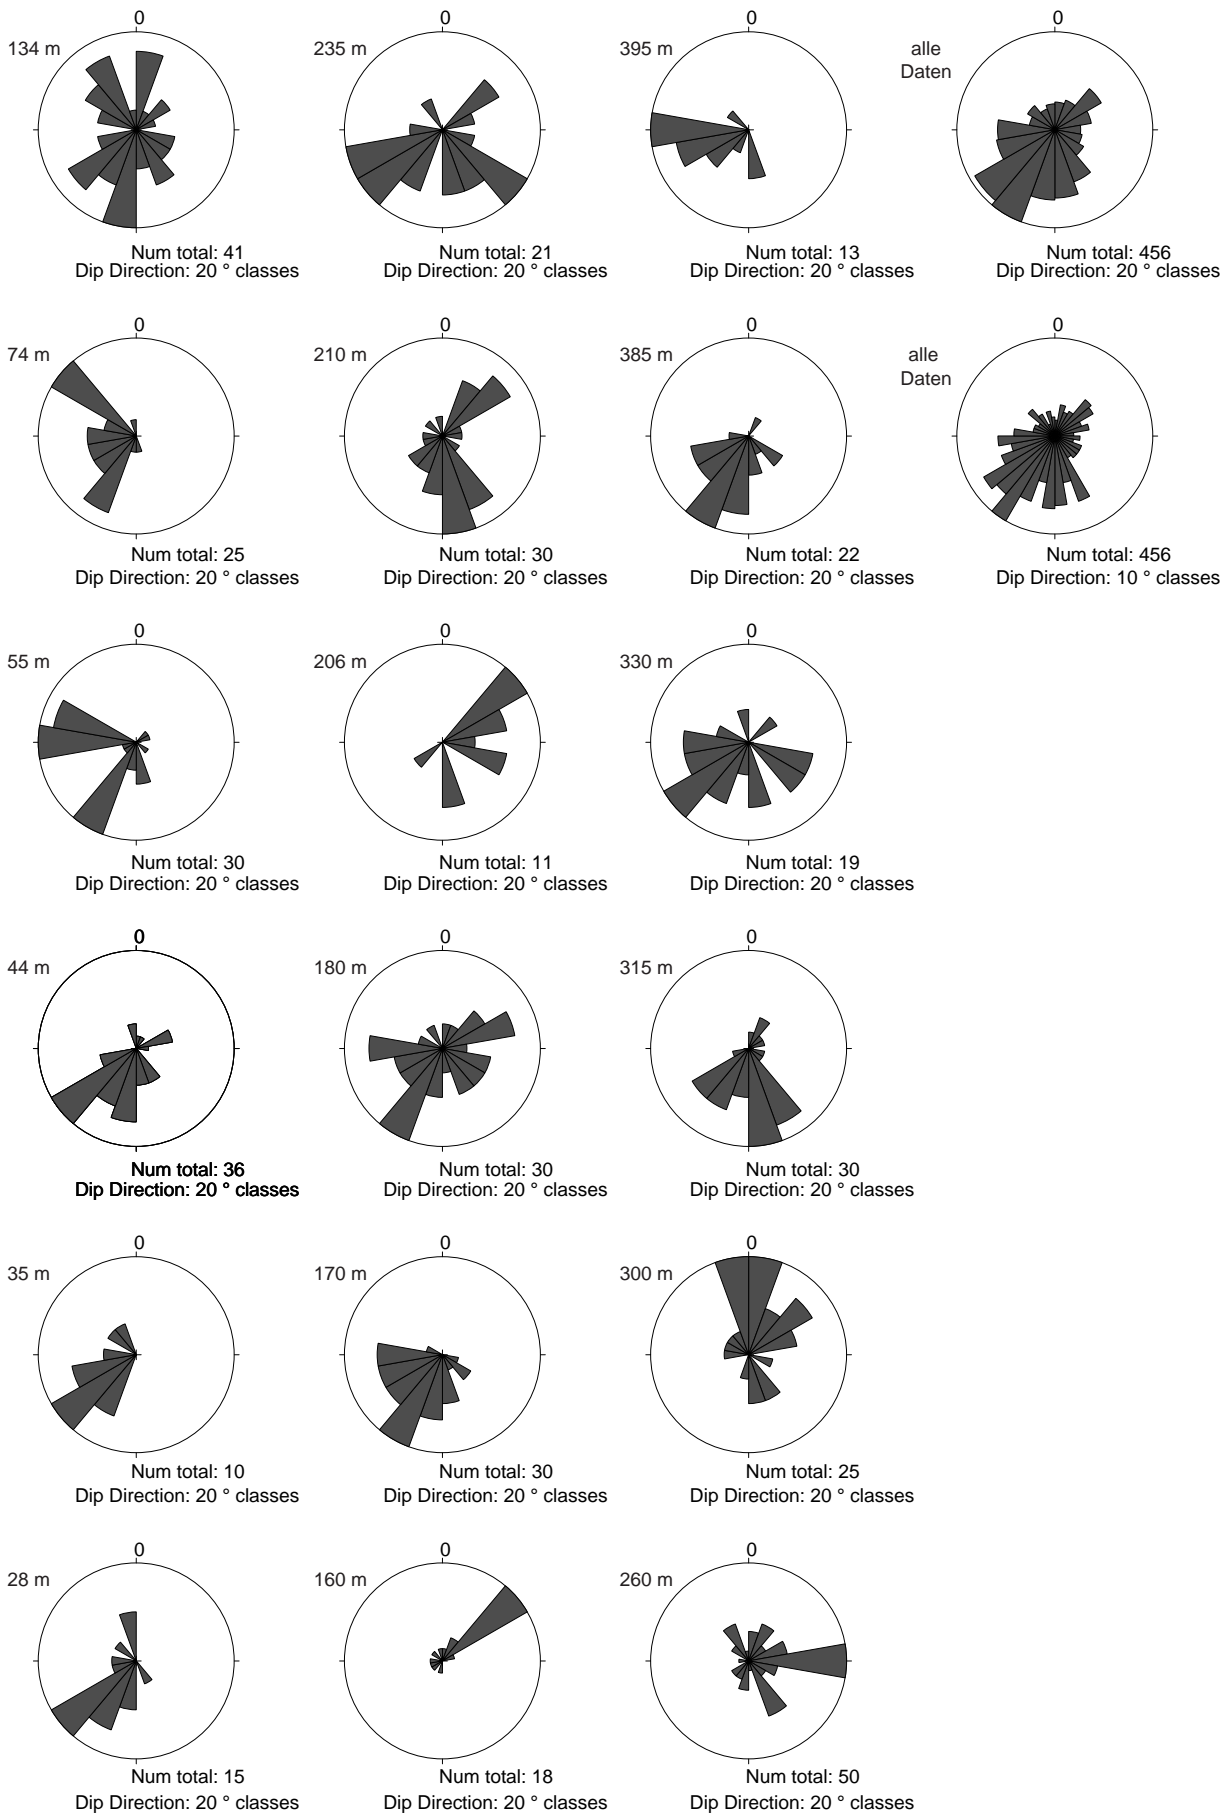 0
134 m
Num total: 41
Dip Direction: 20 ° classes
0
235 m
Num total: 21
Dip Direction: 20 ° classes
0
395 m
Num total: 13
Dip Direction: 20 ° classes
0
alle
Daten
Num total: 456
Dip Direction: 20 ° classes
0
74 m
Num total: 25
Dip Direction: 20 ° classes
0
210 m
Num total: 30
Dip Direction: 20 ° classes
0
385 m
Num total: 22
Dip Direction: 20 ° classes
0
alle
Daten
Num total: 456
Dip Direction: 10 ° classes
0
55 m
Num total: 30
Dip Direction: 20 ° classes
0
206 m
Num total: 11
Dip Direction: 20 ° classes
0
330 m
Num total: 19
Dip Direction: 20 ° classes
0
44 m
Num total: 36
Dip Direction: 20 ° classes
0
180 m
Num total: 30
Dip Direction: 20 ° classes
0
315 m
Num total: 30
Dip Direction: 20 ° classes
0
35 m
Num total: 10
Dip Direction: 20 ° classes
0
170 m
Num total: 30
Dip Direction: 20 ° classes
0
300 m
Num total: 25
Dip Direction: 20 ° classes
0
28 m
Num total: 15
Dip Direction: 20 ° classes
0
160 m
Num total: 18
Dip Direction: 20 ° classes
0
260 m
Num total: 50
Dip Direction: 20 ° classes